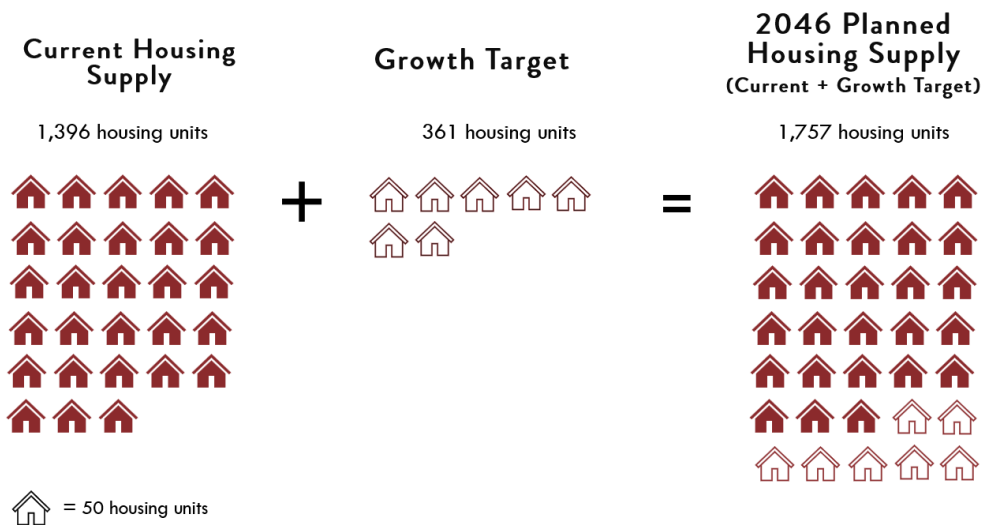 Current Housing
Supply
1,396 housing units
Growth Target
361 housing units
2046 Planned
Housing Supply
(Current + Growth Target)
1,757 housing units
+
=
= 50 housing units